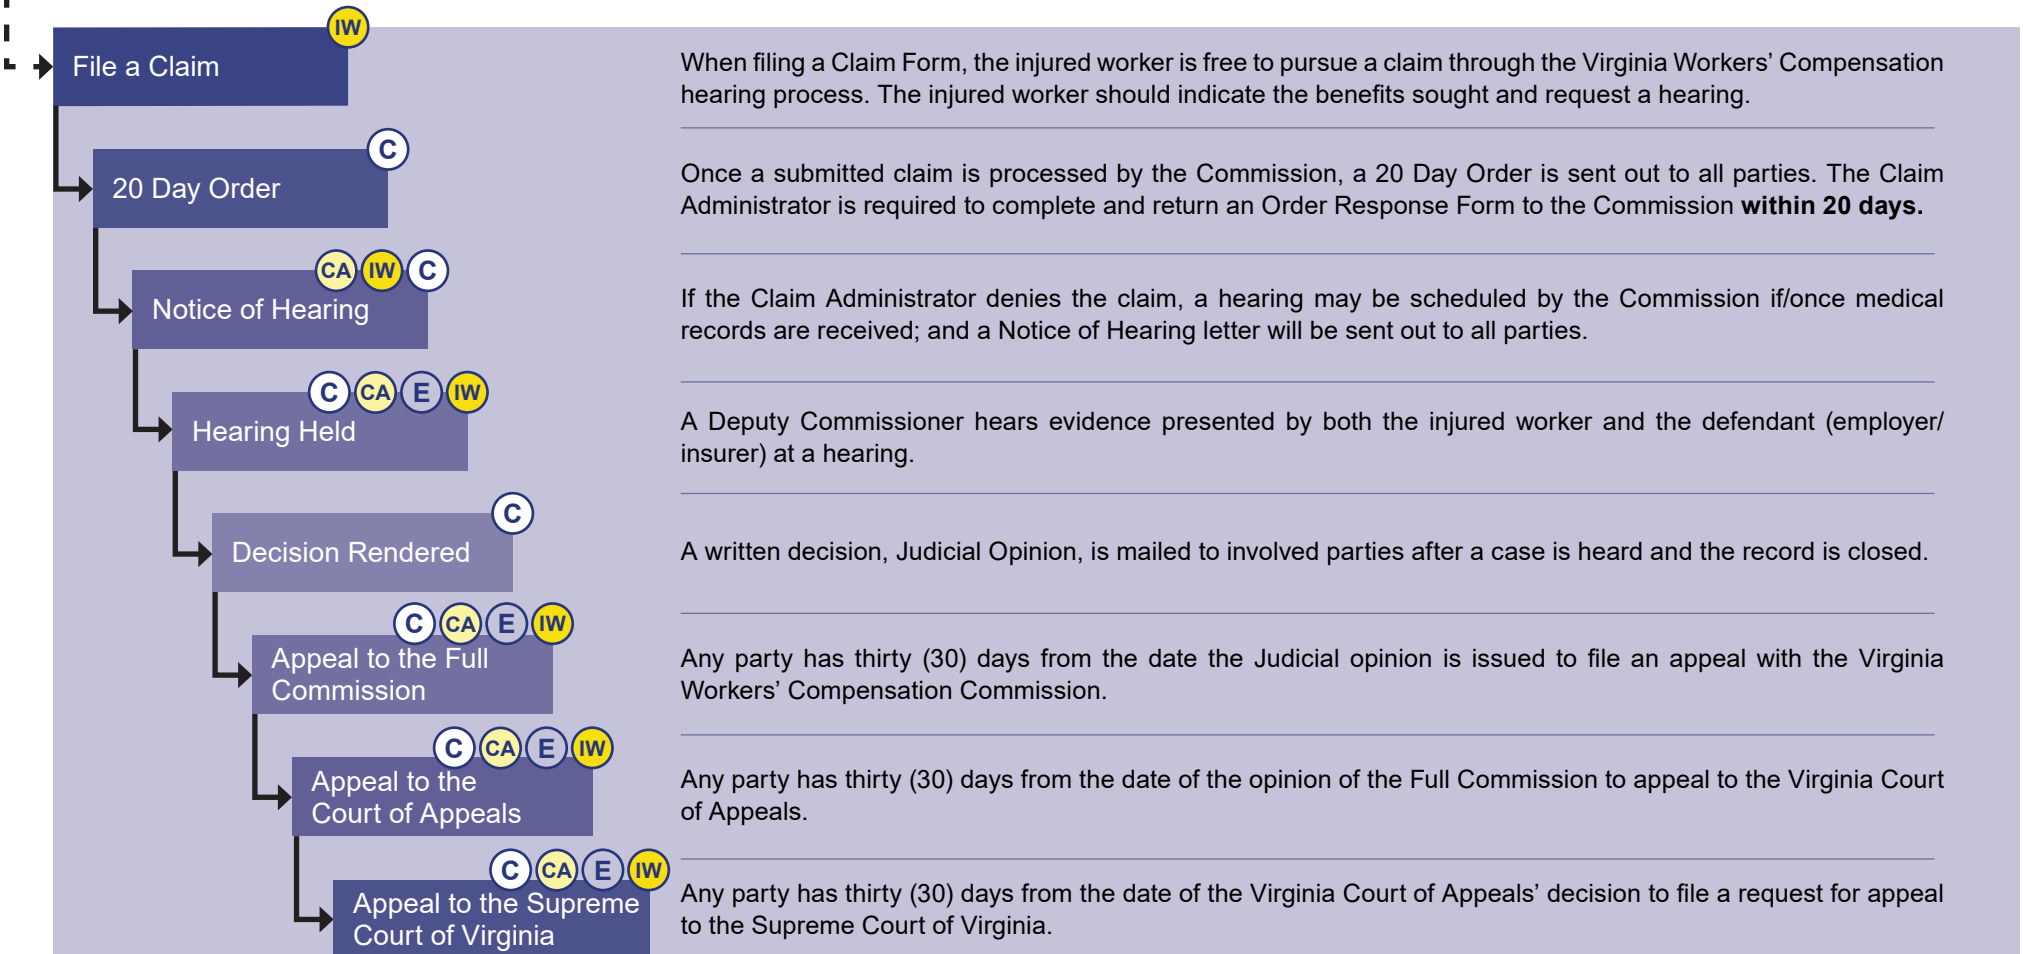 IW
File a Claim
When filing a Claim Form, the injured worker is free to pursue a claim through the Virginia Workers’ Compensation
hearing process. The injured worker should indicate the benefits sought and request a hearing.
C
20 Day Order
Once a submitted claim is processed by the Commission, a 20 Day Order is sent out to all parties. The Claim
Administrator is required to complete and return an Order Response Form to the Commission within 20 days.
CA IW C
Notice of Hearing
If the Claim Administrator denies the claim, a hearing may be scheduled by the Commission if/once medical
records are received; and a Notice of Hearing letter will be sent out to all parties.
C CA E IW
Hearing Held
A Deputy Commissioner hears evidence presented by both the injured worker and the defendant (employer/
insurer) at a hearing.
C
Decision Rendered
A written decision, Judicial Opinion, is mailed to involved parties after a case is heard and the record is closed.
C CA E IW
Appeal to the Full
Commission
Any party has thirty (30) days from the date the Judicial opinion is issued to file an appeal with the Virginia
Workers’ Compensation Commission.
C CA E IW
Appeal to the
Court of Appeals
Any party has thirty (30) days from the date of the opinion of the Full Commission to appeal to the Virginia Court
of Appeals.
C CA E IW
Appeal to the Supreme
Court of Virginia
Any party has thirty (30) days from the date of the Virginia Court of Appeals’ decision to file a request for appeal
to the Supreme Court of Virginia.